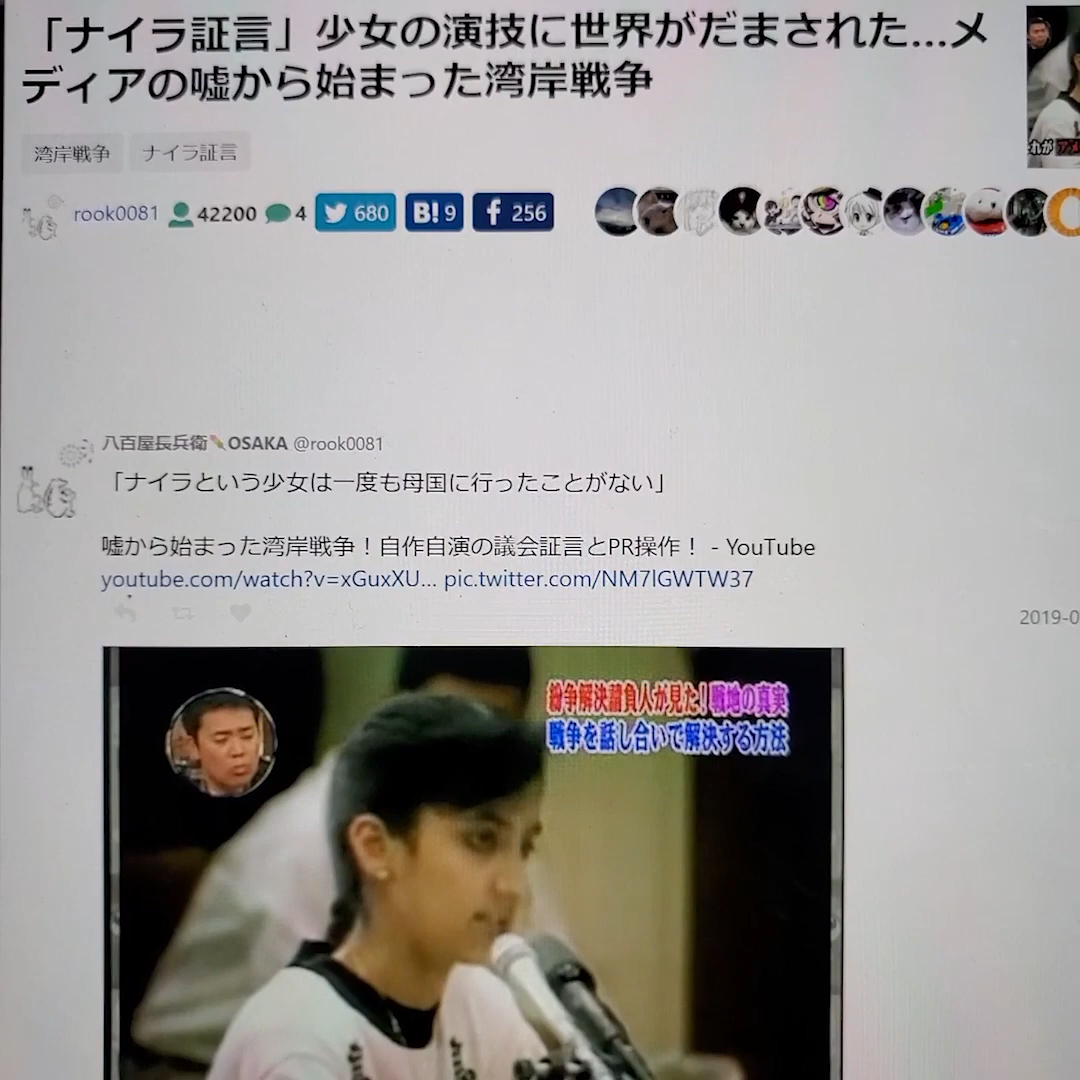 「ナイラ証言」少女の演技に世界がだまされた...メ
ディアの嘘から始まった湾岸戦争
湾岸戦争 ナイラ証言
rook0081 42200 4 680 B! 9 f 256
八百屋長兵衛 OSAKA @rook0081
「ナイラという少女は一度も母国に行ったことがない」
嘘から始まった湾岸戦争！自作自演の議会証言とPR操作！ - YouTube
youtube.com/watch?v=xGuxXU... pic.twitter.com/NM7lGWTW37
2019-0
紛争解決請負人が見た！戦地の真実
戦争を話し合いで解決する方法